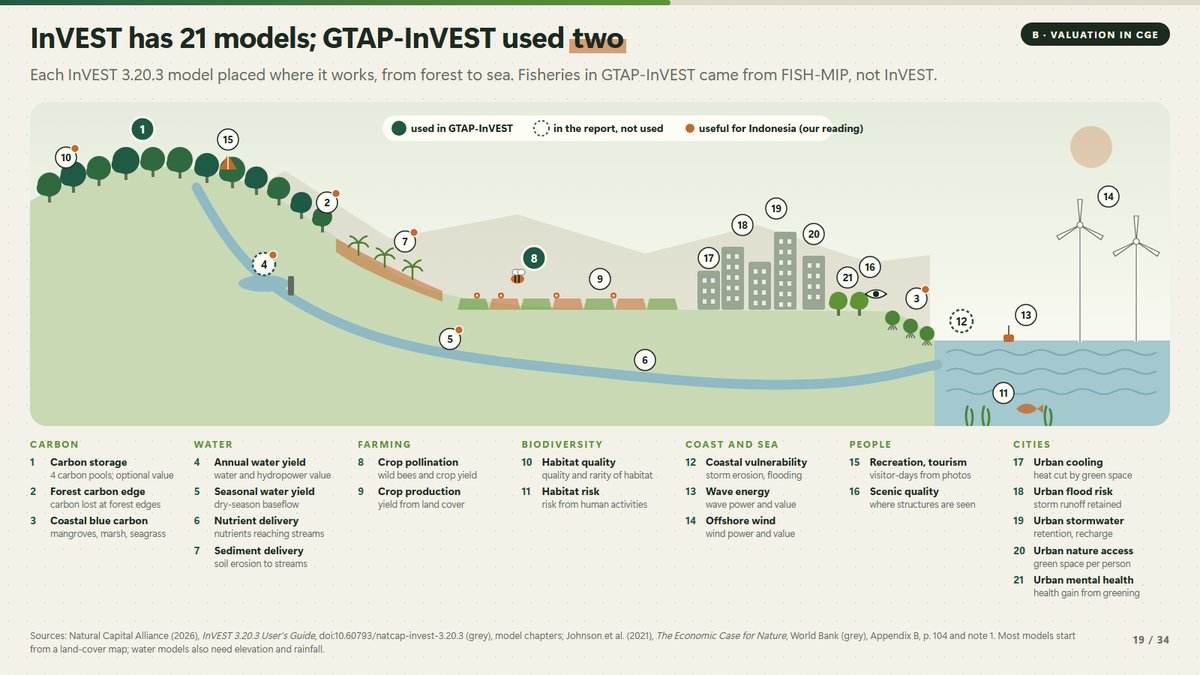 InVEST has 21 models; GTAP-InVEST used two
B · VALUATION IN CGE
Each InVEST 3.20.3 model placed where it works, from forest to sea. Fisheries in GTAP-InVEST came from FISH-MIP, not InVEST.
used in GTAP-InVEST
in the report, not used
useful for Indonesia (our reading)
1
15
10
2
7
4
8
9
5
6
17
18
19
20
21
16
3
12
13
14
11
CARBON
1 Carbon storage
4 carbon pools; optional value
2 Forest carbon edge
carbon lost at forest edges
3 Coastal blue carbon
mangroves, marsh, seagrass
WATER
4 Annual water yield
water and hydropower value
5 Seasonal water yield
dry-season baseflow
6 Nutrient delivery
nutrients reaching streams
7 Sediment delivery
soil erosion to streams
FARMING
8 Crop pollination
wild bees and crop yield
9 Crop production
yield from land cover
BIODIVERSITY
10 Habitat quality
quality and rarity of habitat
11 Habitat risk
risk from human activities
COAST AND SEA
12 Coastal vulnerability
storm erosion, flooding
13 Wave energy
wave power and value
14 Offshore wind
wind power and value
PEOPLE
15 Recreation, tourism
visitor-days from photos
16 Scenic quality
where structures are seen
CITIES
17 Urban cooling
heat cut by green space
18 Urban flood risk
storm runoff retained
19 Urban stormwater
retention, recharge
20 Urban nature access
green space per person
21 Urban mental health
health gain from greening
Sources: Natural Capital Alliance (2026), InVEST 3.20.3 User's Guide, doi:10.60793/natcap-invest-3.20.3 (grey), model chapters; Johnson et al. (2021), The Economic Case for Nature, World Bank (grey), Appendix B, p. 104 and note 1. Most models start
from a land-cover map; water models also need elevation and rainfall.
19 / 34